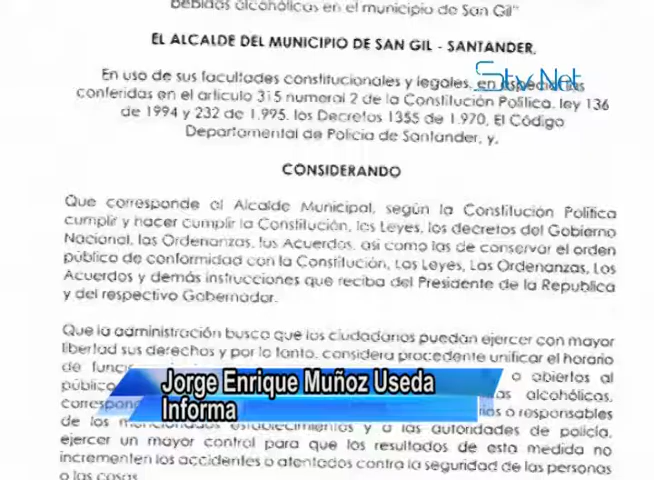 bebidas alcohólicas en el municipio de San Gil"
EL ALCALDE DEL MUNICIPIO DE SAN GIL - SANTANDER,
Stv Net
En uso de sus facultades constitucionales y legales, en especial las
conferidas en el articulo 315 numeral 2 de la Constitución Política, ley 136
de 1994 y 232 de 1.995, los Decretos 1355 de 1.970, El Código
Departamental de Policia de Santander, y,
CONSIDERANDO
Que corresponde al Alcalde Municipal, según la Constitución Política
cumplir y hacer cumplir la Constitución, los Leyes, los decretos del Gobierno
Nacional, las Ordenanzas, los Acuerdos, así como las de conservar el orden
público de conformidad con la Constitución, Las Leyes, Las Ordenanzas, Los
Acuerdos y demás instrucciones que reciba del Presidente de la Republica
y del respectivo Gobernador.
Que la administración busca que los ciudadanos puedan ejercer con mayor
libertad sus derechos y por lo tanto, considera procedente unificar el horario
de o abiertos al
público alcohólicas,
o responsables
Jorge Enrique Muñoz Useda
Informa
de los establecimientos y a las autoridades de policía,
ejercer un mayor control para que los resultados de esta medida no
incrementen los accidentes o atentados contra la seguridad de las personas
o las cosas